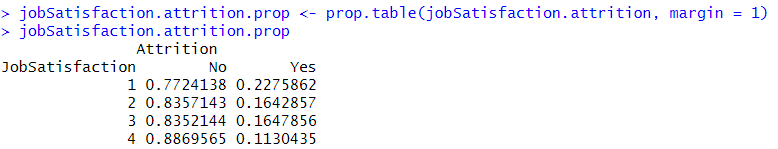 > jobSatisfaction.attrition.prop <- prop.table(jobSatisfaction.attrition, margin = 1)
> jobSatisfaction.attrition.prop
               Attrition
JobSatisfaction        No       Yes
              1 0.7724138 0.2275862
              2 0.8357143 0.1642857
              3 0.8352144 0.1647856
              4 0.8869565 0.1130435